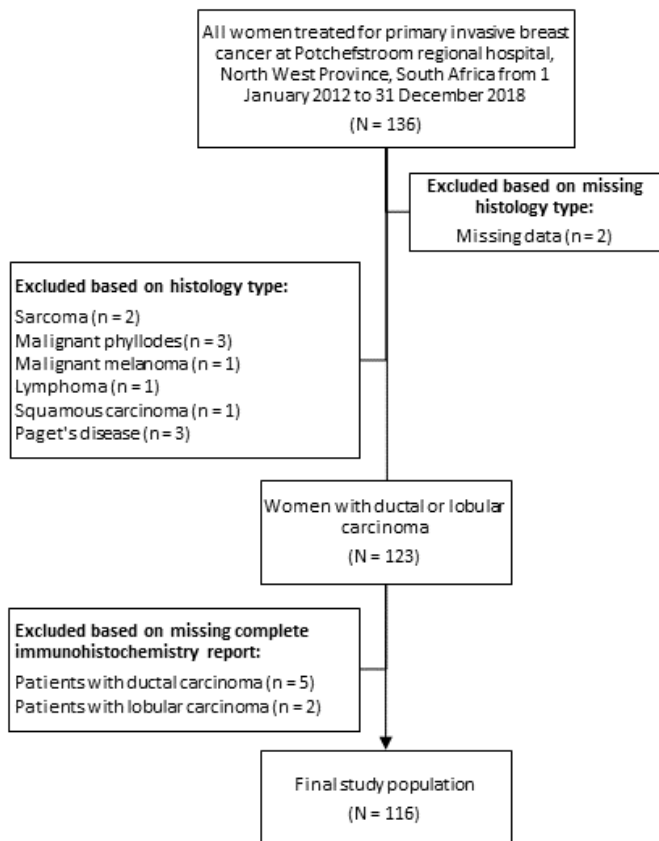 All women treated for primary invasive breast
cancer at Potchefstroom regional hospital,
North West Province, South Africa from 1
January 2012 to 31 December 2018
(N = 136)
Excluded based on missing
histology type:
Missing data (n = 2)
Excluded based on histology type:
Sarcoma (n = 2)
Malignant phyllodes (n = 3)
Malignant melanoma (n = 1)
Lymphoma (n = 1)
Squamous carcinoma (n = 1)
Paget's disease (n = 3)
Women with ductal or lobular
carcinoma
(N = 123)
Excluded based on missing complete
immunohistochemistry report:
Patients with ductal carcinoma (n = 5)
Patients with lobular carcinoma (n = 2)
Final study population
(N = 116)